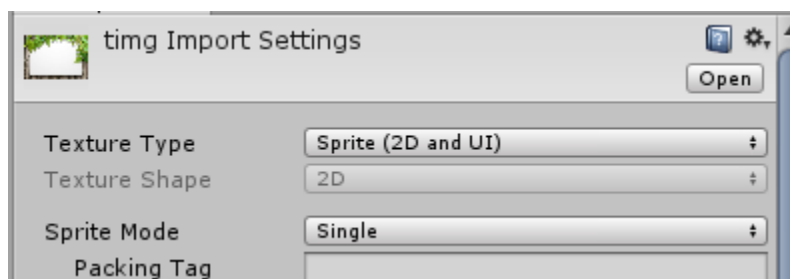 timg Import Settings
Open
Texture Type Sprite (2D and UI)
Texture Shape 2D
Sprite Mode Single
Packing Tag